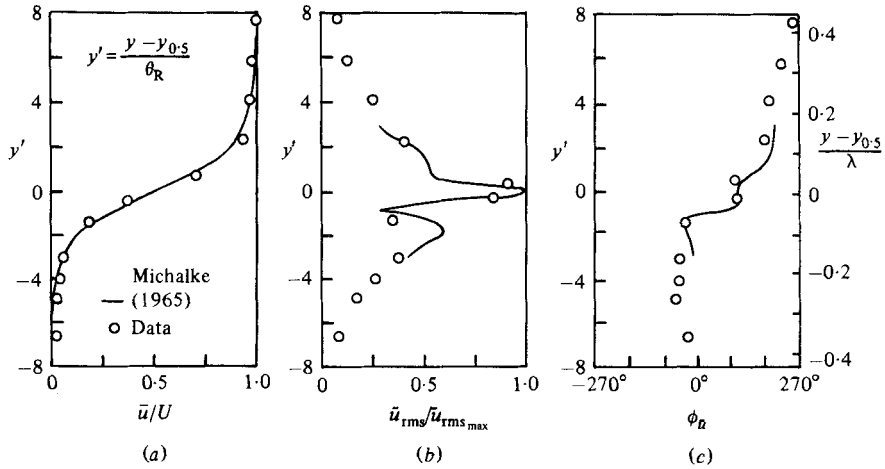 8
4
0
−4
−8
y′
y′ = (y − y0·5) / θR
Michalke
(1965)
Data
0
0·5
1·0
ū/U
(a)
8
4
0
−4
−8
y′
0
0·5
1·0
ũrms/ũrmsmax
(b)
8
4
0
−4
−8
0·4
0·2
0
−0·2
−0·4
(y − y0·5) / λ
−270°
0°
270°
ϕũ
(c)